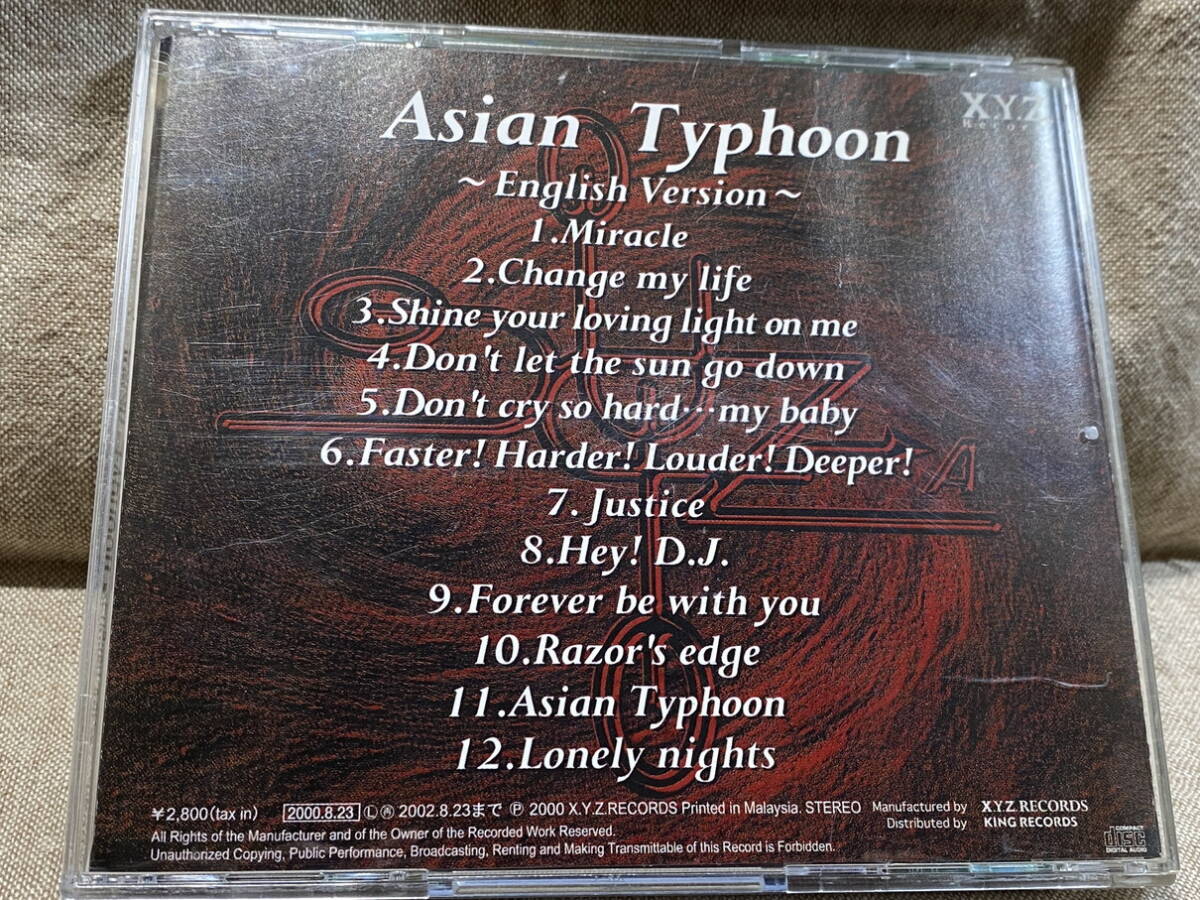 Asian Typhoon
X.Y.Z
Records
~English Version~
1.Miracle
2.Change my life
3.Shine your loving light on me
4.Don't let the sun go down
5.Don't cry so hard…my baby
6.Faster! Harder! Louder! Deeper!
A
7. Justice
8.Hey! D.J.
9.Forever be with you
10.Razor's edge
11.Asian Typhoon
12.Lonely nights
¥2,800(tax in) 2000.8.23 Ⓛ 2002.8.23まで Ⓟ 2000 X.Y.Z.RECORDS Printed in Malaysia. STEREO
All Rights of the Manufacturer and of the Owner of the Recorded Work Reserved.
Unauthorized Copying, Public Performance, Broadcasting, Renting and Making Transmittable of this Record is Forbidden.
Manufactured by X.Y.Z RECORDS
Distributed by KING RECORDS
COMPACT
disc
DIGITAL AUDIO